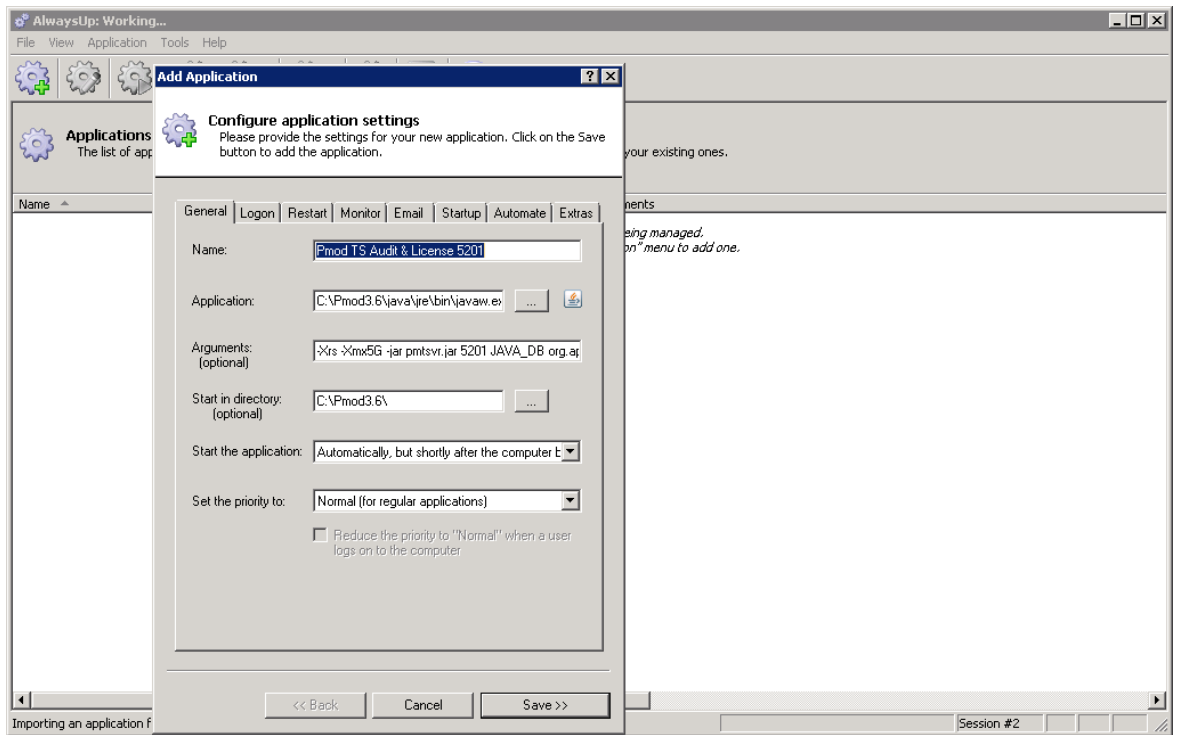 AlwaysUp: Working...
File View Application Tools Help
Applications
The list of app
your existing ones.
Name
ments
eing managed.
on" menu to add one.
Add Application
Configure application settings
Please provide the settings for your new application. Click on the Save
button to add the application.
General Logon Restart Monitor Email Startup Automate Extras
Name: Pmod TS Audit & License 5201
Application: C:\Pmod3.6\java\jre\bin\javaw.ex ...
Arguments: -Xrs -Xmx5G -jar pmtsvr.jar 5201 JAVA_DB org.ap
(optional)
Start in directory: C:\Pmod3.6\ ...
(optional)
Start the application: Automatically, but shortly after the computer b
Set the priority to: Normal (for regular applications)
Reduce the priority to "Normal" when a user
logs on to the computer
<< Back Cancel Save >>
Importing an application f
Session #2